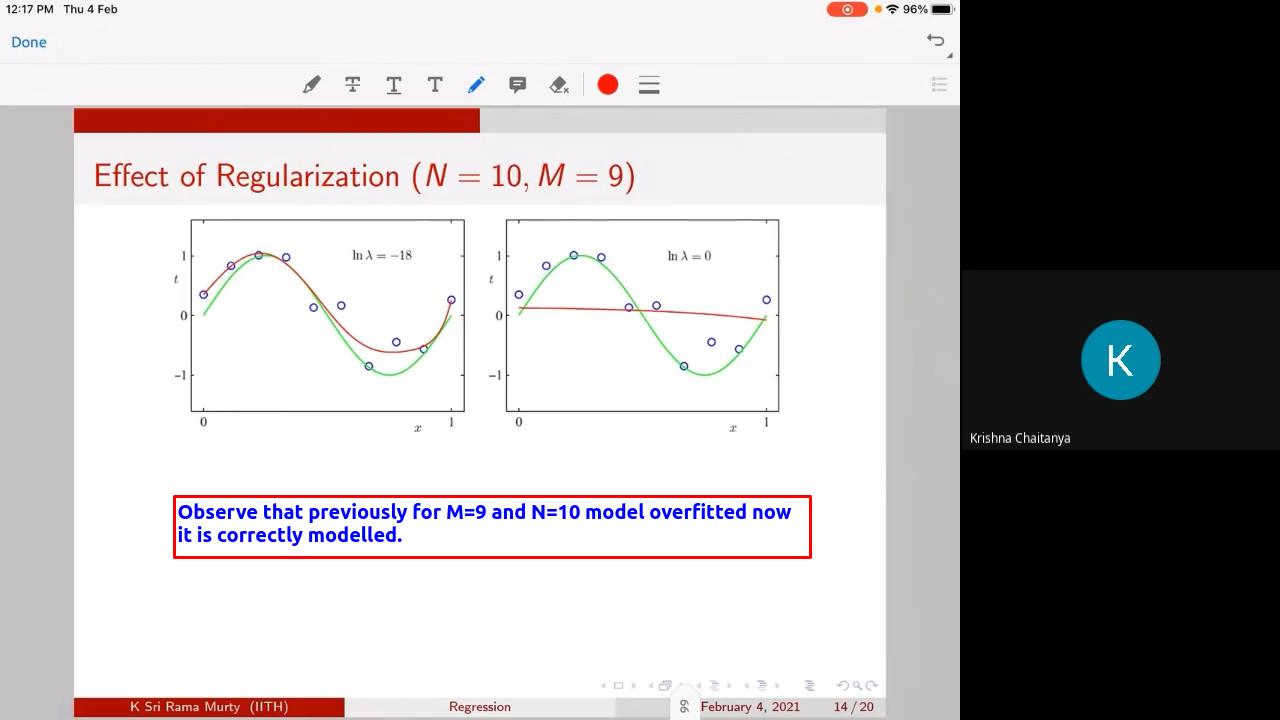 12:17 PM Thu 4 Feb
96%
Done
Effect of Regularization (N = 10, M = 9)
ln λ = −18
1
t
0
−1
0
x
1
ln λ = 0
1
t
0
−1
0
x
1
Observe that previously for M=9 and N=10 model overfitted now
it is correctly modelled.
K
Krishna Chaitanya
K Sri Rama Murty (IITH) Regression February 4, 2021 14 / 20